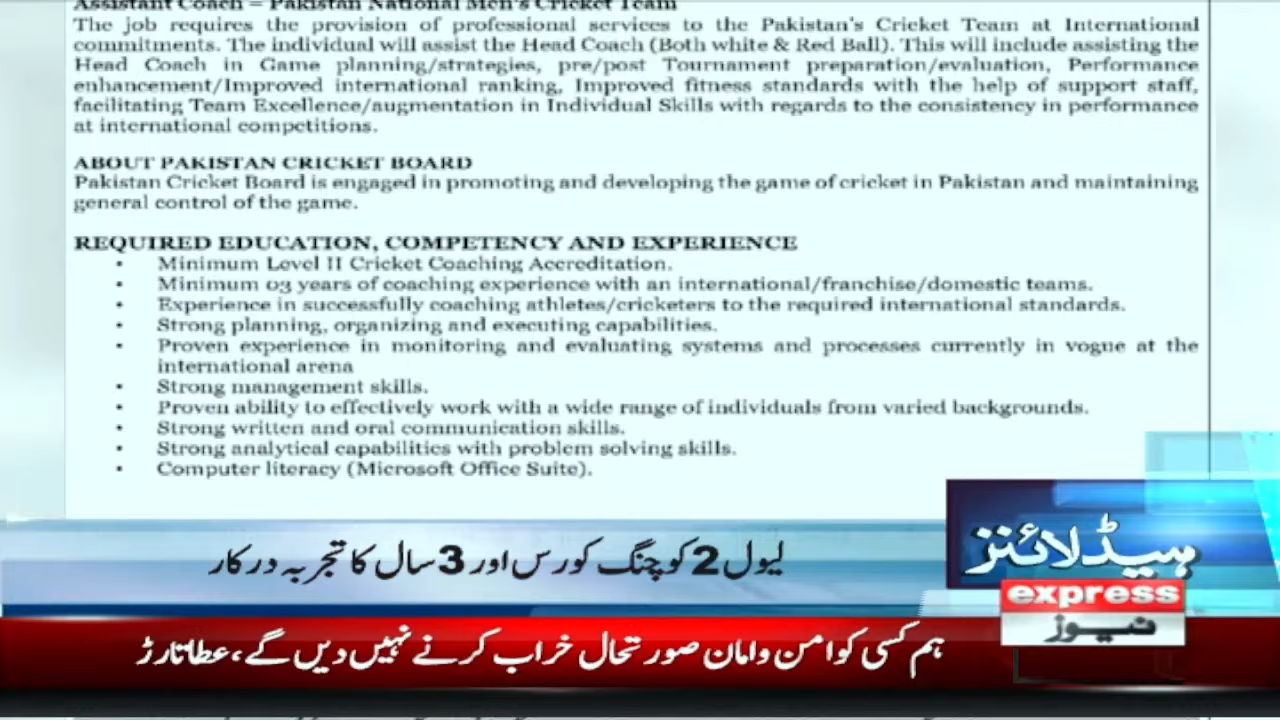 Assistant Coach – Pakistan National Men's Cricket Team
The job requires the provision of professional services to the Pakistan's Cricket Team at International
commitments. The individual will assist the Head Coach (Both white & Red Ball). This will include assisting the
Head Coach in Game planning/strategies, pre/post Tournament preparation/evaluation, Performance
enhancement/Improved international ranking, Improved fitness standards with the help of support staff,
facilitating Team Excellence/augmentation in Individual Skills with regards to the consistency in performance
at international competitions.
ABOUT PAKISTAN CRICKET BOARD
Pakistan Cricket Board is engaged in promoting and developing the game of cricket in Pakistan and maintaining
general control of the game.
REQUIRED EDUCATION, COMPETENCY AND EXPERIENCE
• Minimum Level II Cricket Coaching Accreditation.
• Minimum 03 years of coaching experience with an international/franchise/domestic teams.
• Experience in successfully coaching athletes/cricketers to the required international standards.
• Strong planning, organizing and executing capabilities.
• Proven experience in monitoring and evaluating systems and processes currently in vogue at the
international arena
• Strong management skills.
• Proven ability to effectively work with a wide range of individuals from varied backgrounds.
• Strong written and oral communication skills.
• Strong analytical capabilities with problem solving skills.
• Computer literacy (Microsoft Office Suite).
لیول 2 کوچنگ کورس اور 3 سال کا تجربہ درکار
ہیڈلائنز
express
نیوز
ہم کسی کو امن وامان صورتحال خراب کرنے نہیں دیں گے، عطا تارڑ